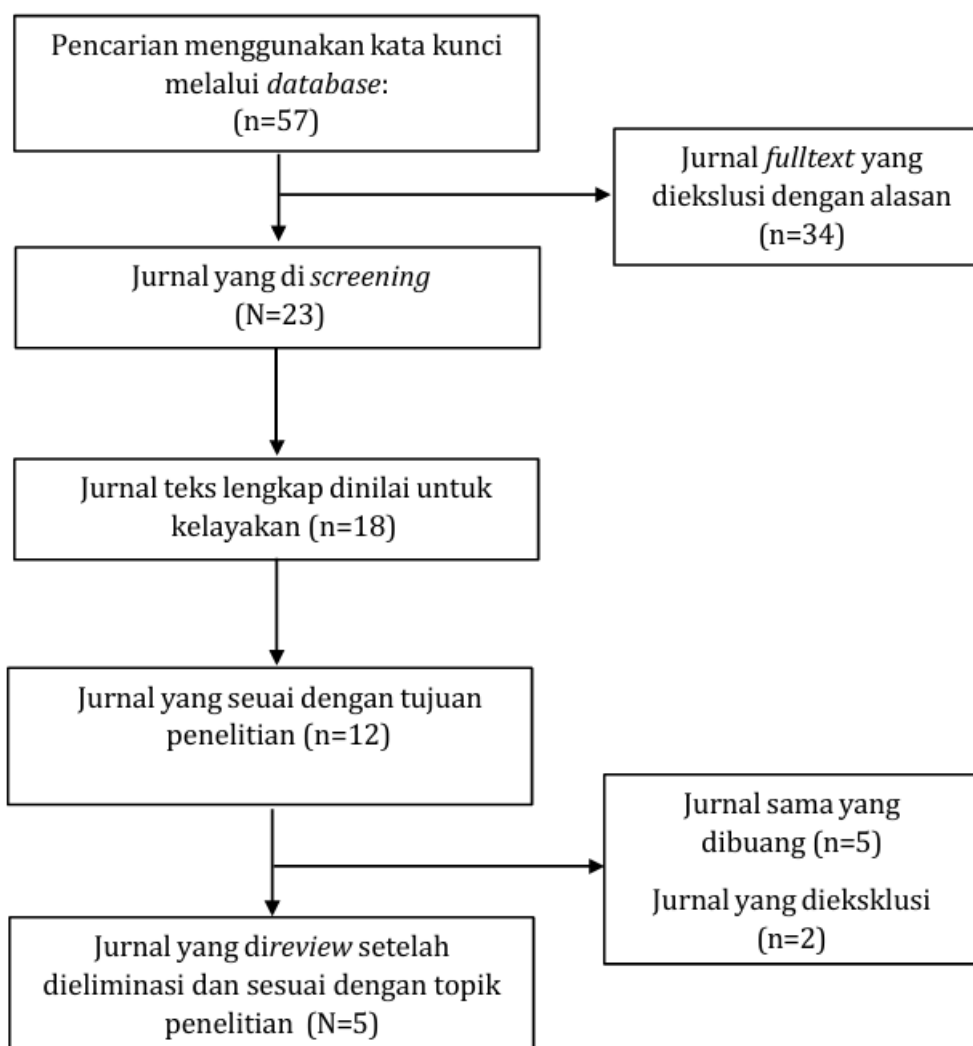 Pencarian menggunakan kata kunci
melalui database:
(n=57)
Jurnal fulltext yang
diekslusi dengan alasan
(n=34)
Jurnal yang di screening
(N=23)
Jurnal teks lengkap dinilai untuk
kelayakan (n=18)
Jurnal yang seuai dengan tujuan
penelitian (n=12)
Jurnal sama yang
dibuang (n=5)
Jurnal yang dieksklusi
(n=2)
Jurnal yang direview setelah
dieliminasi dan sesuai dengan topik
penelitian (N=5)